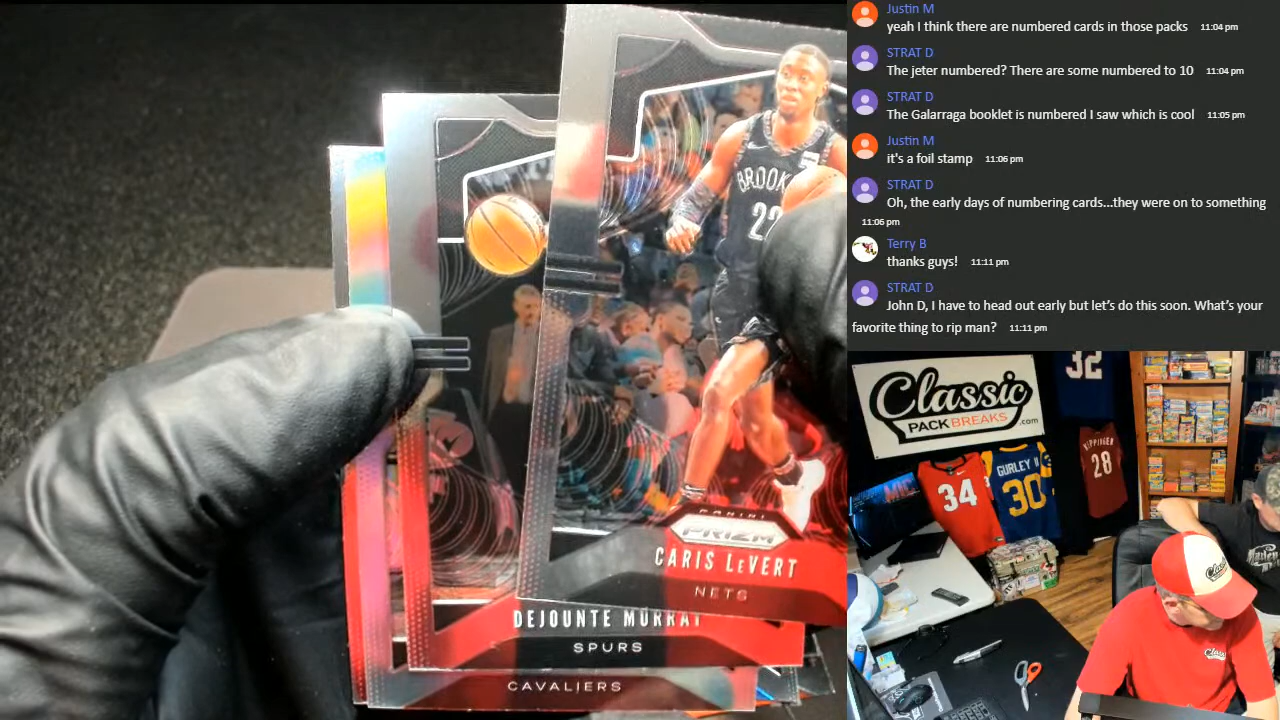 BROOK
22
PANINI
PRIZM
CARIS LEVERT
NETS
DEJOUNTE MURRAY
SPURS
CAVALIERS
Justin M
yeah I think there are numbered cards in those packs 11:04 pm
STRAT D
The jeter numbered? There are some numbered to 10 11:04 pm
STRAT D
The Galarraga booklet is numbered I saw which is cool 11:05 pm
Justin M
it's a foil stamp 11:06 pm
STRAT D
Oh, the early days of numbering cards...they were on to something
11:06 pm
Terry B
thanks guys! 11:11 pm
STRAT D
John D, I have to head out early but let's do this soon. What's your
favorite thing to rip man? 11:11 pm
Classic
PACK BREAKS.com
32
34
GURLEY II
30
28
Classic